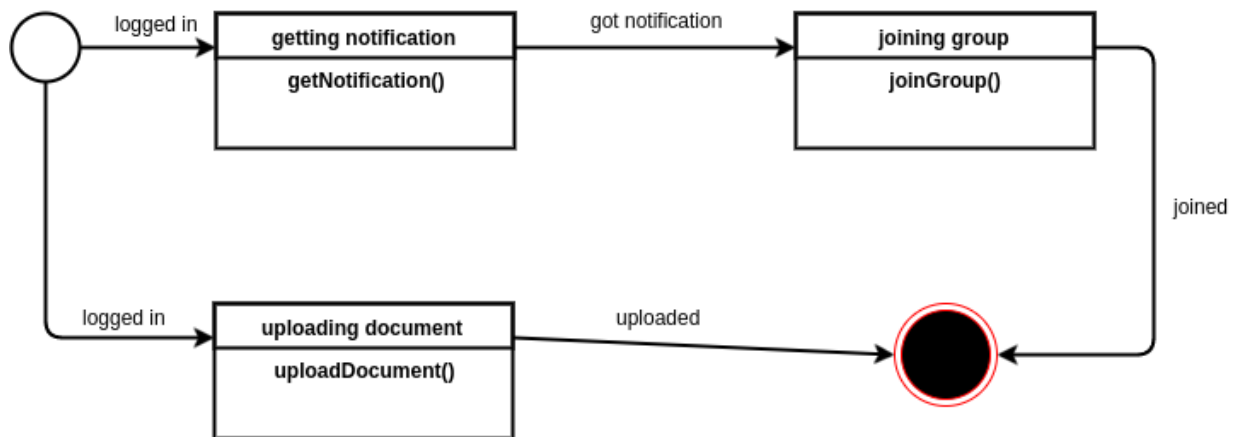 logged in
getting notification
getNotification()
got notification
joining group
joinGroup()
joined
logged in
uploading document
uploadDocument()
uploaded